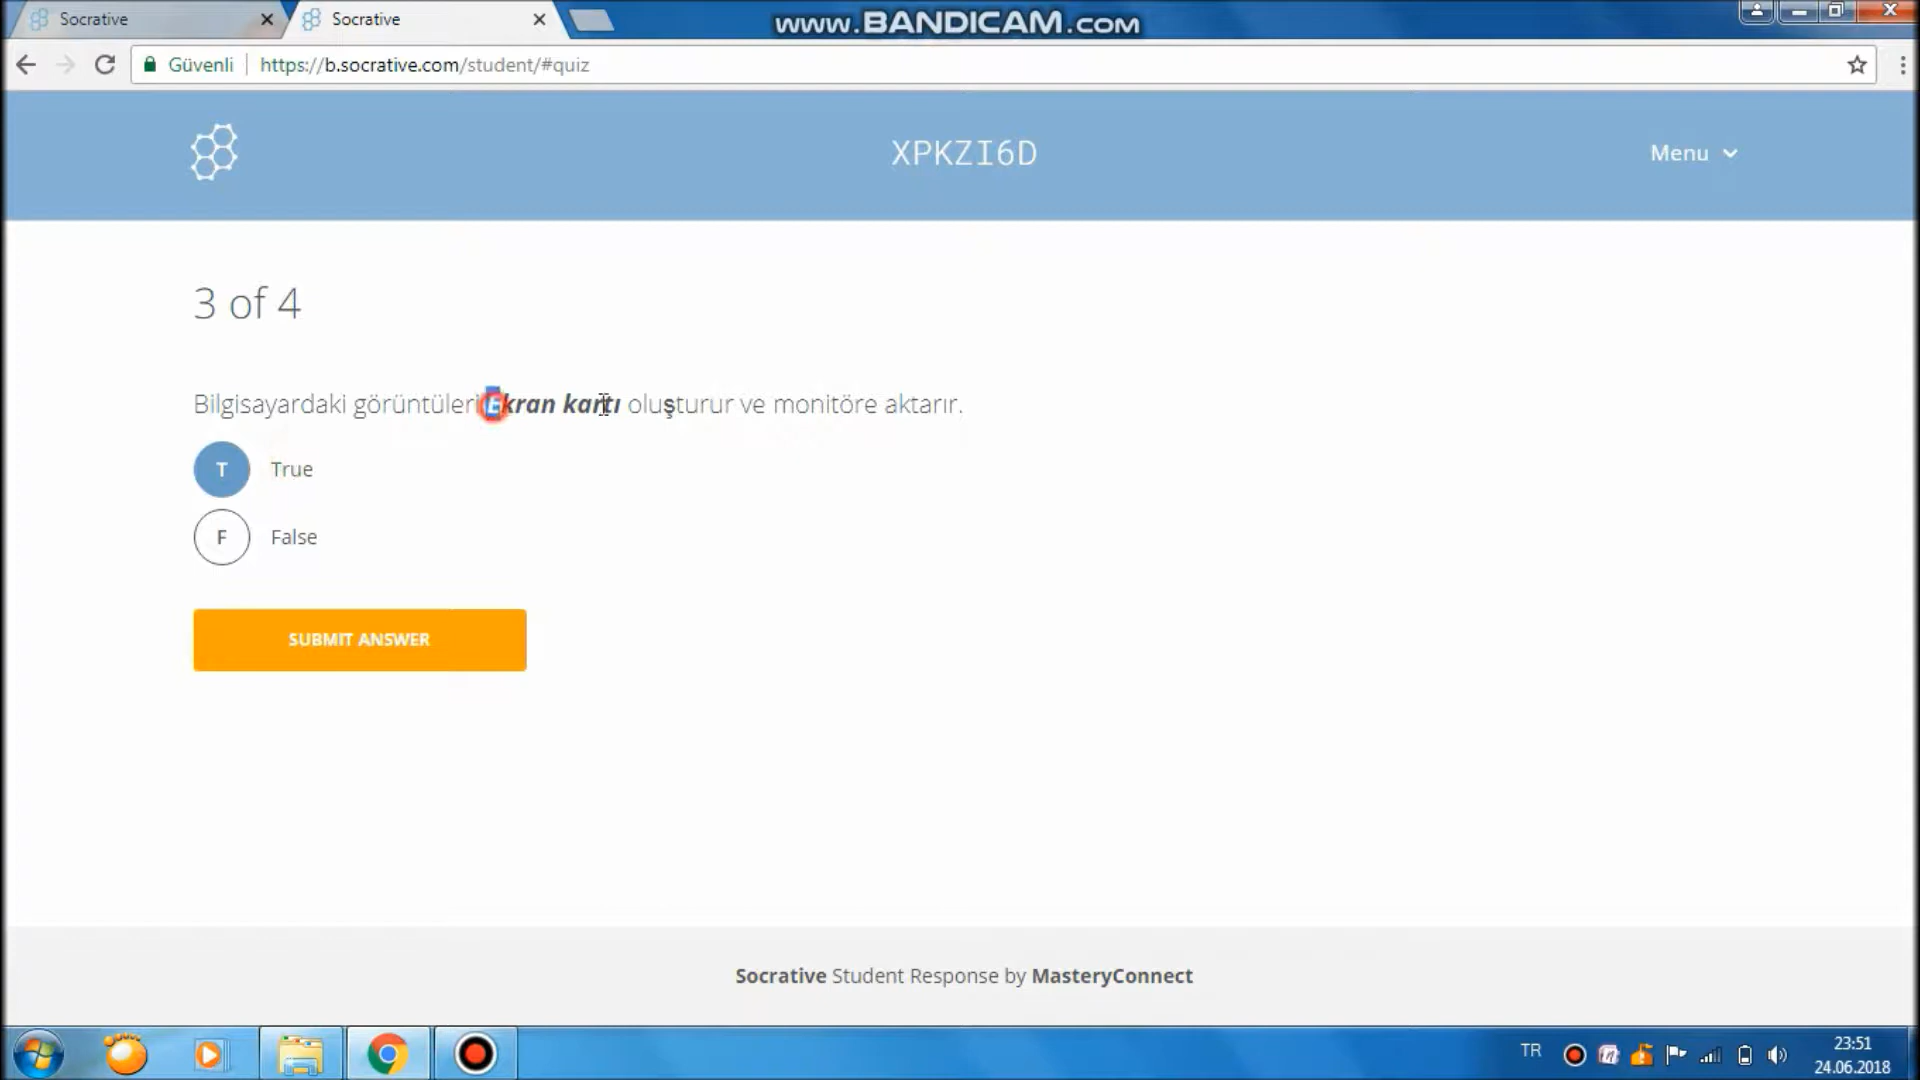 Socrative
Socrative
www.BANDICAM.com
Güvenli
https://b.socrative.com/student/#quiz
XPKZI6D
Menu
3 of 4
Bilgisayardaki görüntüleri Ekran kartı oluşturur ve monitöre aktarır.
T True
F False
SUBMIT ANSWER
Socrative Student Response by MasteryConnect
TR
23:51
24.06.2018